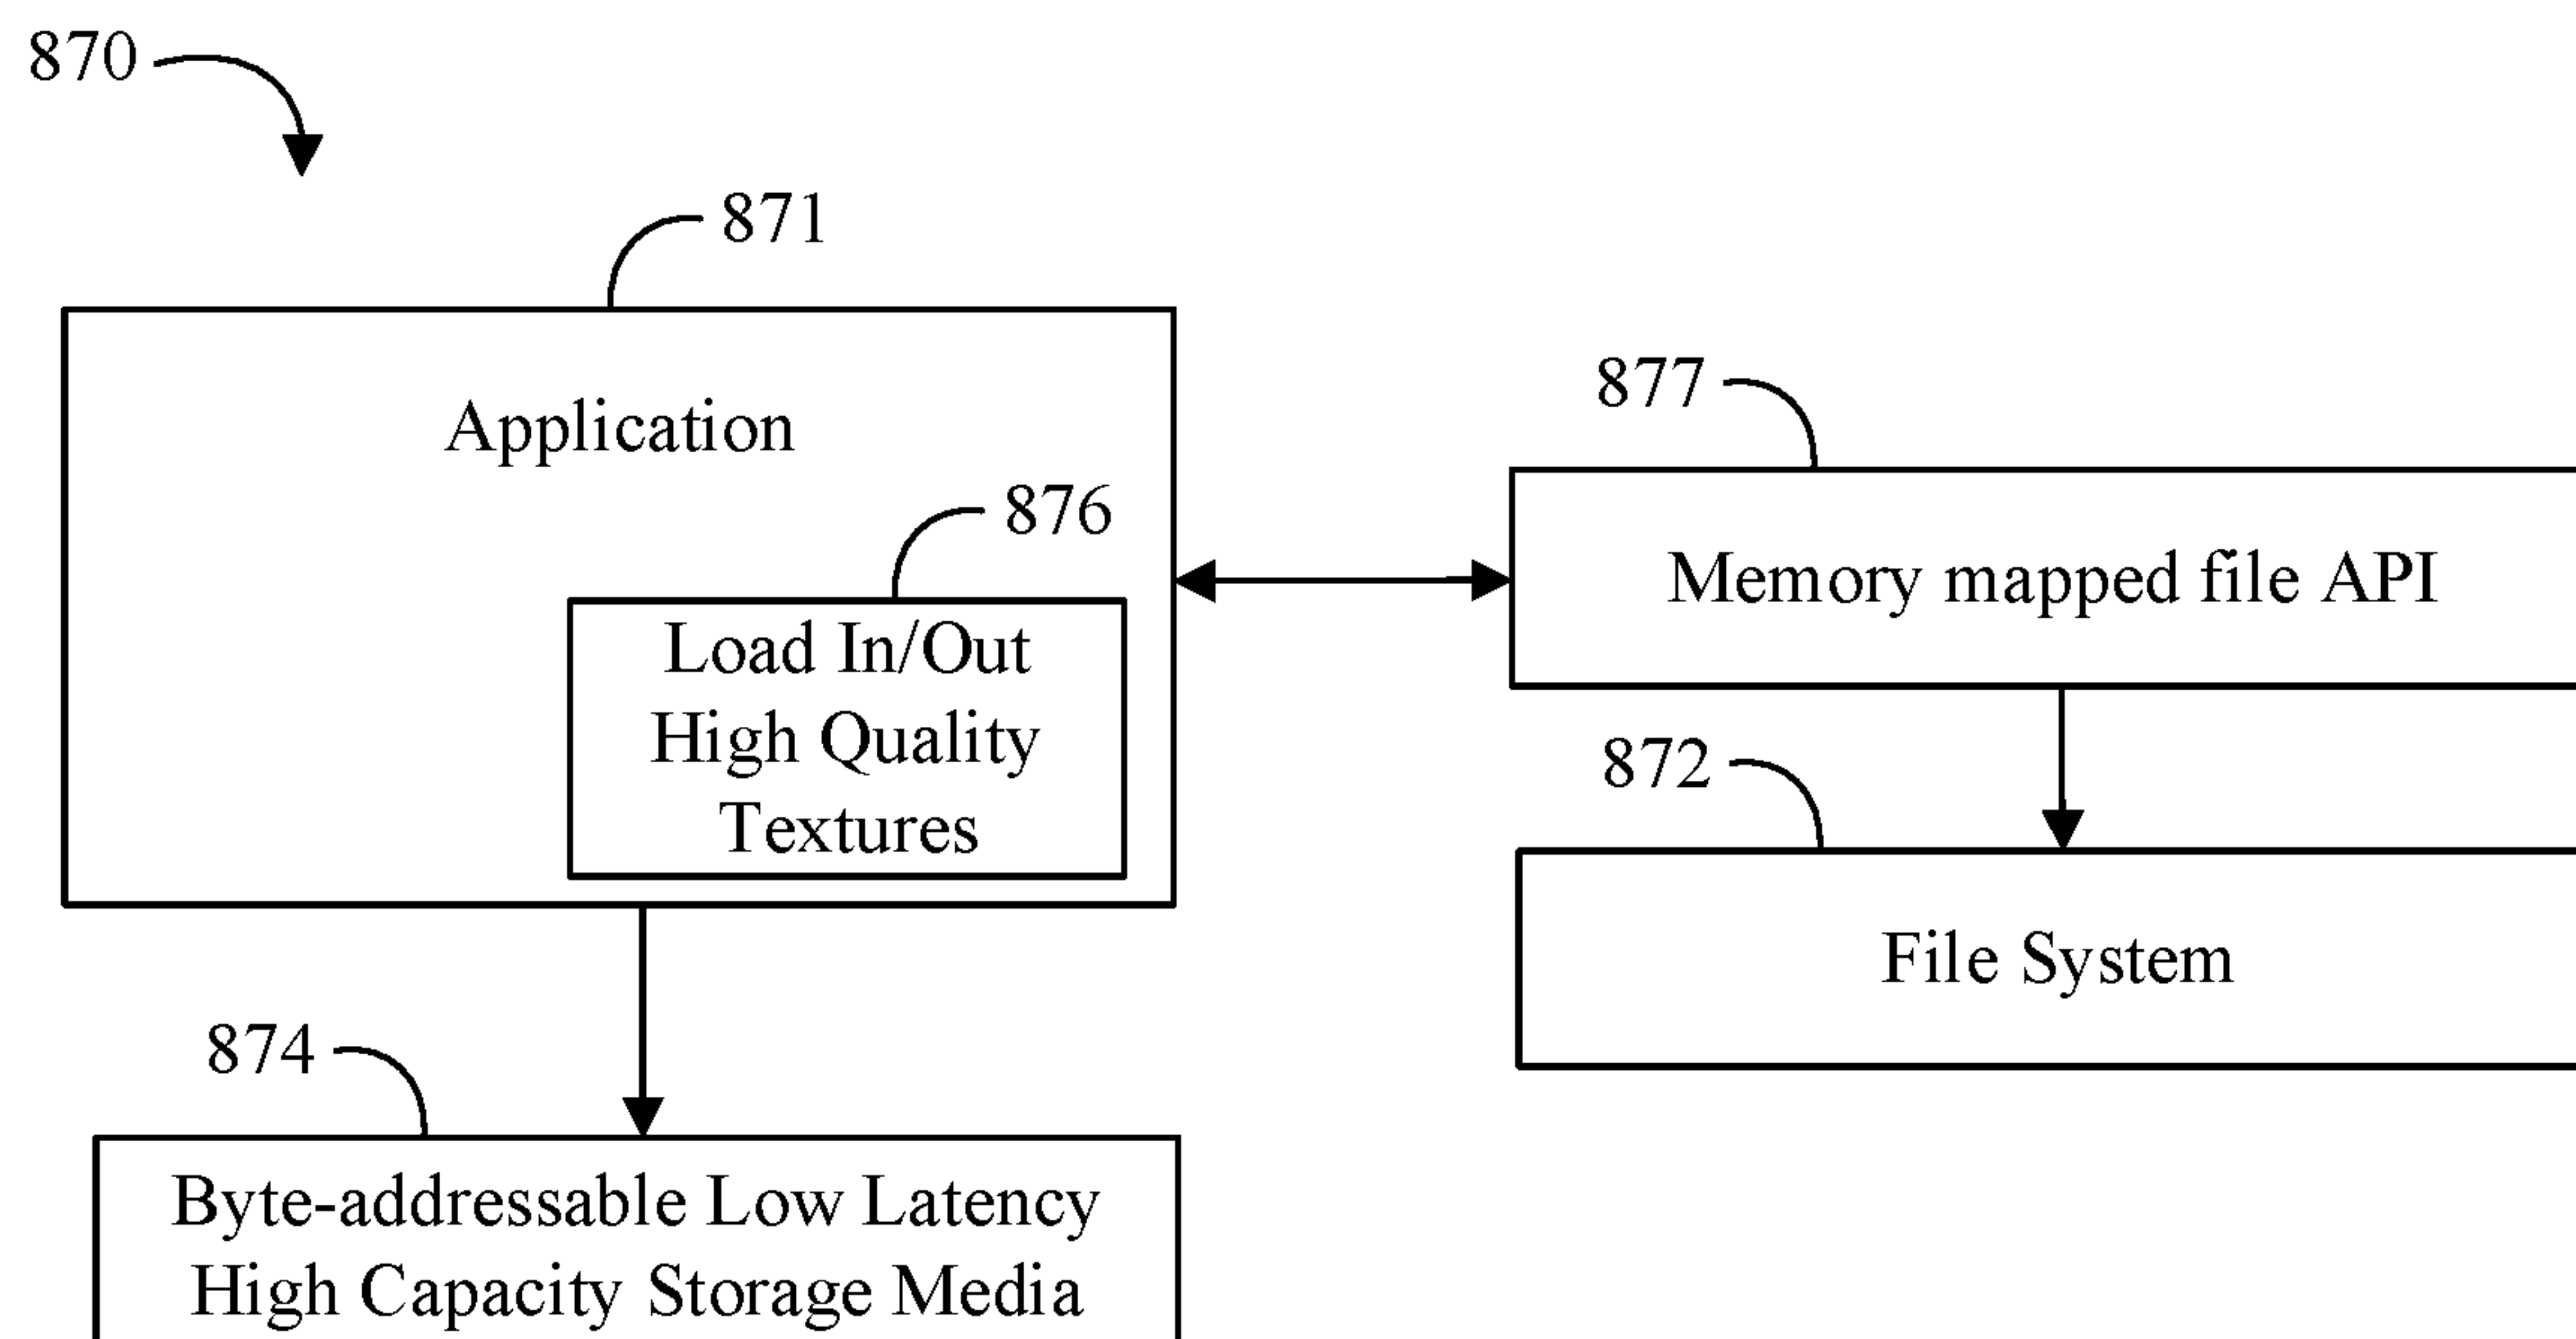 870
871
Application
876
Load In/Out
High Quality
Textures
877
Memory mapped file API
872
File System
874
Byte-addressable Low Latency
High Capacity Storage Media